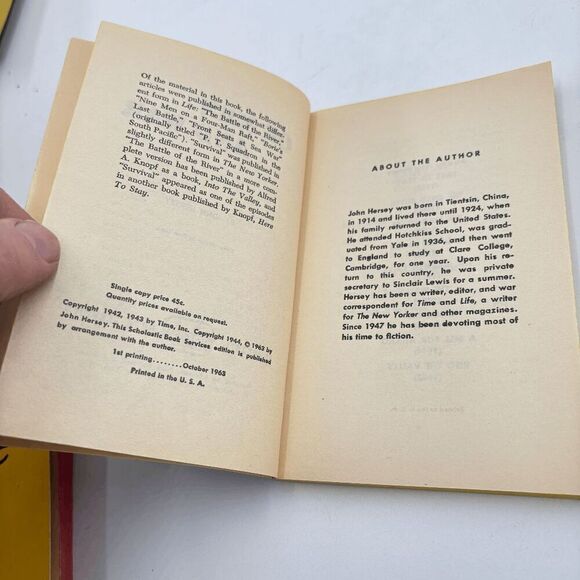 Of the material in this book, the following
articles were published in somewhat differ-
ent form in Life: "The Battle of the River,"
"Nine Men on a Four-Man Raft," "Borie's
Last Battle," "Front Seats at Sea War"
(originally titled "P. T. Squadron in the
South Pacific"). "Survival" was published in
slightly different form in The New Yorker.
"The Battle of the River" in a more com-
plete version has been published by Alfred
A. Knopf as a book, Into The Valley, and
"Survival" appeared as one of the episodes
in another book published by Knopf, Here
To Stay.
Single copy price 45c.
Quantity prices available on request.
Copyright 1942, 1943 by Time, Inc. Copyright 1944, © 1963 by
John Hersey. This Scholastic Book Services edition is published
by arrangement with the author.
1st printing........October 1963
Printed in the U. S. A.
ABOUT THE AUTHOR
John Hersey was born in Tientsin, China,
in 1914 and lived there until 1924, when
his family returned to the United States.
He attended Hotchkiss School, was grad-
uated from Yale in 1936, and then went
to England to study at Clare College,
Cambridge, for one year. Upon his re-
turn to this country, he was private
secretary to Sinclair Lewis for a summer.
Hersey has been a writer, editor, and war
correspondent for Time and Life, a writer
for The New Yorker and other magazines.
Since 1947 he has been devoting most of
his time to fiction.